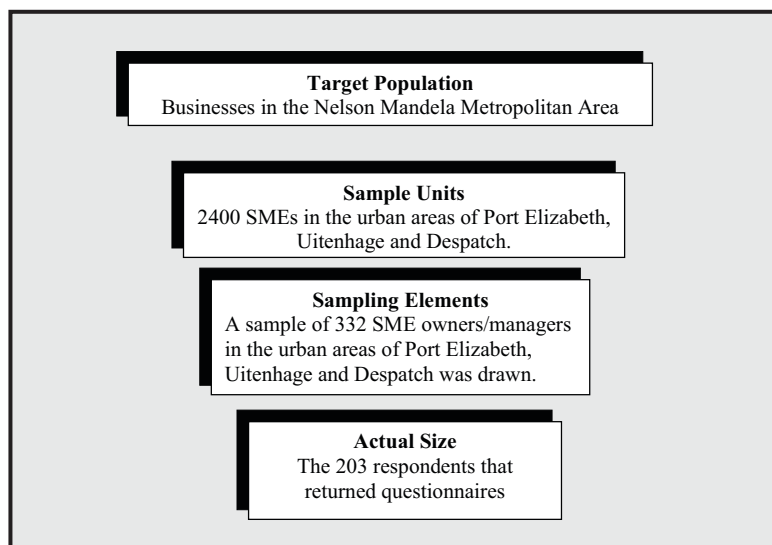 Target Population
Businesses in the Nelson Mandela Metropolitan Area
Sample Units
2400 SMEs in the urban areas of Port Elizabeth,
Uitenhage and Despatch.
Sampling Elements
A sample of 332 SME owners/managers
in the urban areas of Port Elizabeth,
Uitenhage and Despatch was drawn.
Actual Size
The 203 respondents that
returned questionnaires